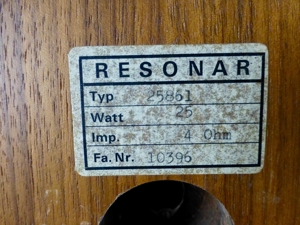 RESONAR
Typ 25861
Watt 25
Imp. 4 Ohm
Fa. Nr. 10396